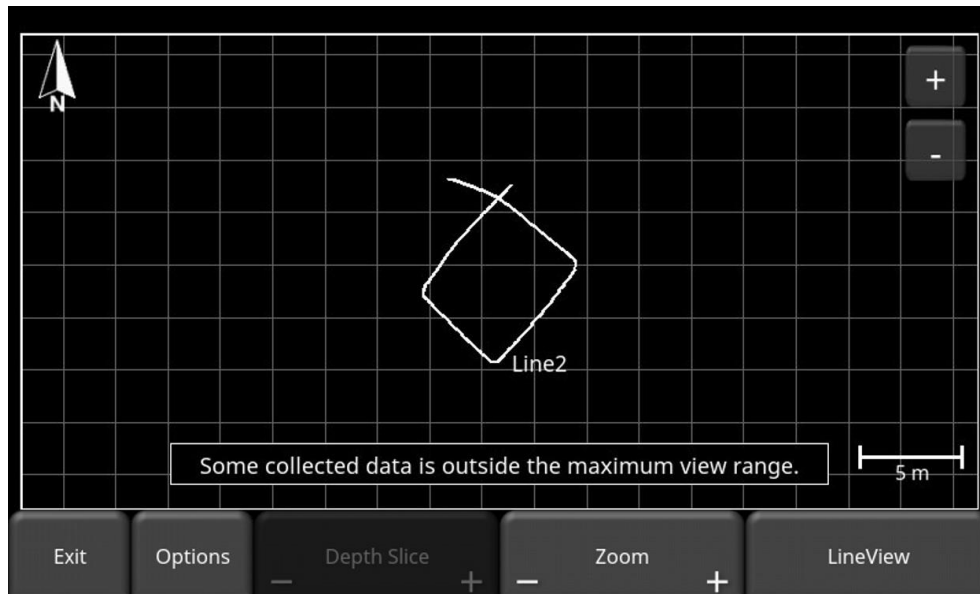 N
+
-
Line2
Some collected data is outside the maximum view range.
5 m
Exit
Options
Depth Slice
− +
Zoom
− +
LineView